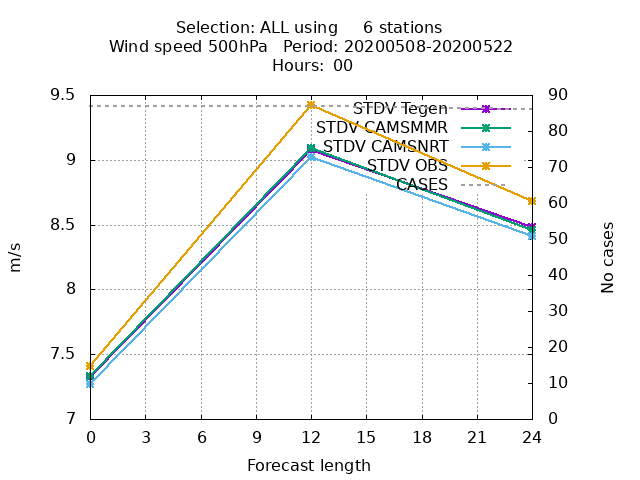 Selection: ALL using     6 stations
Wind speed 500hPa   Period: 20200508-20200522
Hours:  00
9.5
9
8.5
8
7.5
7
m/s
90
80
70
60
50
40
30
20
10
0
No cases
STDV Tegen
STDV CAMSMMR
STDV CAMSNRT
STDV OBS
CASES
0 3 6 9 12 15 18 21 24
Forecast length